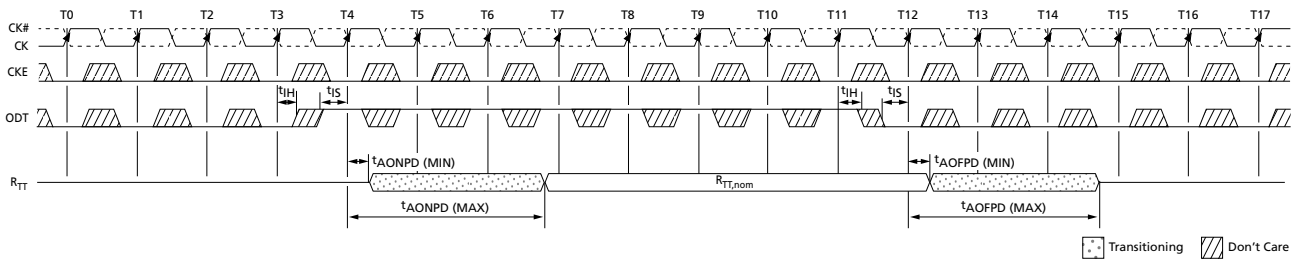 T0 T1 T2 T3 T4 T5 T6 T7 T8 T9 T10 T11 T12 T13 T14 T15 T16 T17
CK#
CK
CKE
tIH tIS tIH tIS
ODT
tAONPD (MIN) tAOFPD (MIN)
RTT RTT,nom
tAONPD (MAX) tAOFPD (MAX)
Transitioning Don't Care